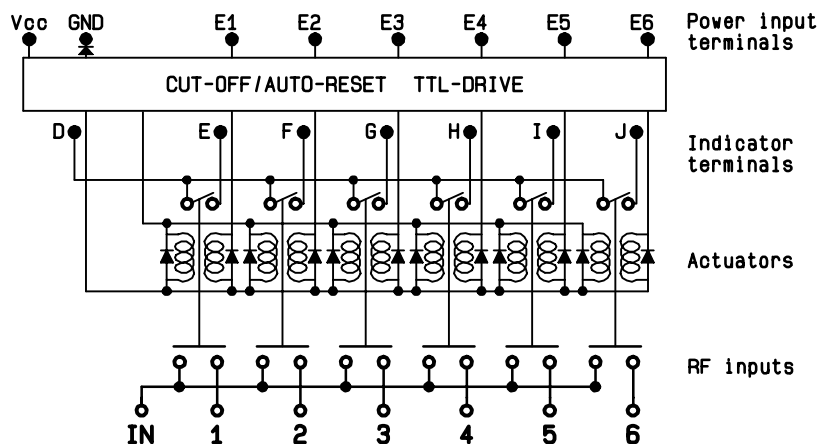 Vcc GND E1 E2 E3 E4 E5 E6 Power input
terminals
CUT-OFF/AUTO-RESET TTL-DRIVE
D E F G H I J Indicator
terminals
Actuators
RF inputs
IN 1 2 3 4 5 6